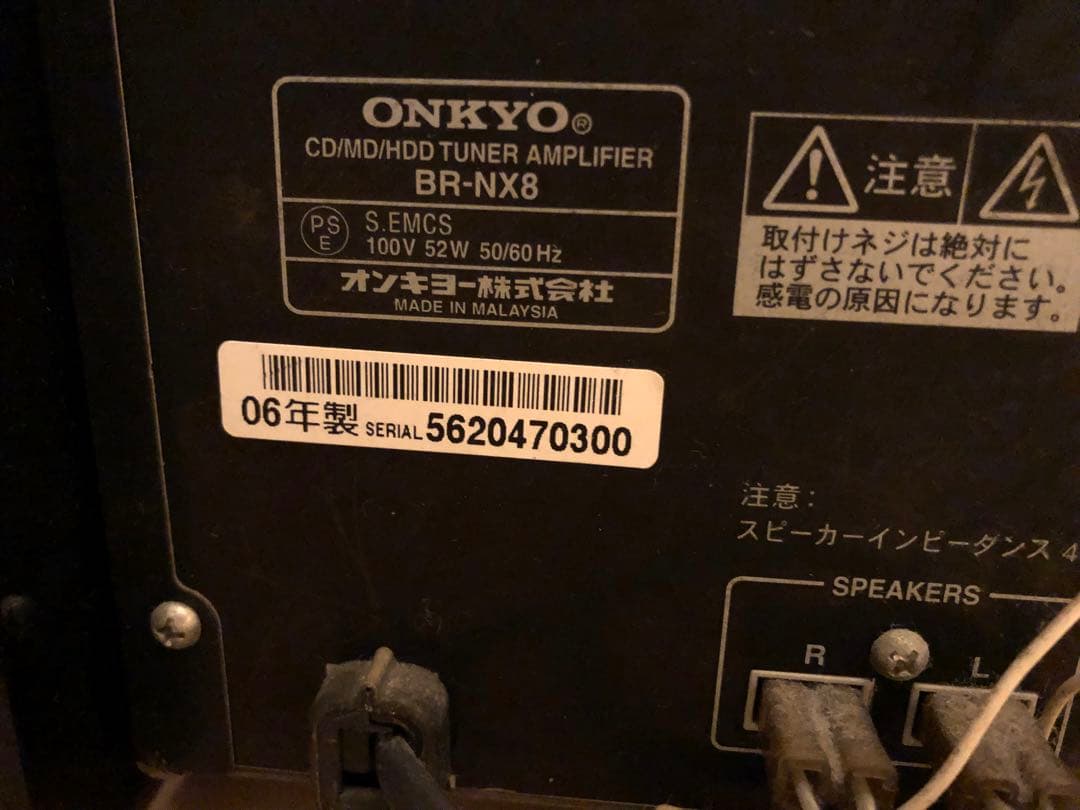 ONKYO®
CD/MD/HDD TUNER AMPLIFIER
BR-NX8
PS
E
S.EMCS
100V 52W 50/60Hz
オンキヨー株式会社
MADE IN MALAYSIA
注意
取付けネジは絶対に
はずさないでください。
感電の原因になります。
06年製 SERIAL 5620470300
注意:
スピーカーインピーダンス 4
SPEAKERS
R
L